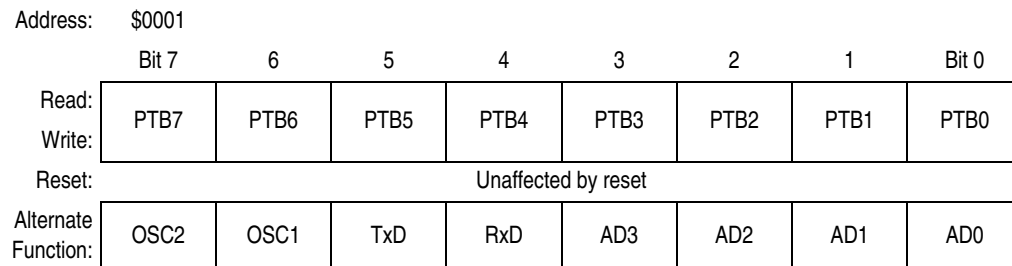 Address: $0001
Bit 7 6 5 4 3 2 1 Bit 0
Read:
PTB7 PTB6 PTB5 PTB4 PTB3 PTB2 PTB1 PTB0
Write:
Reset: Unaffected by reset
Alternate
Function: OSC2 OSC1 TxD RxD AD3 AD2 AD1 AD0